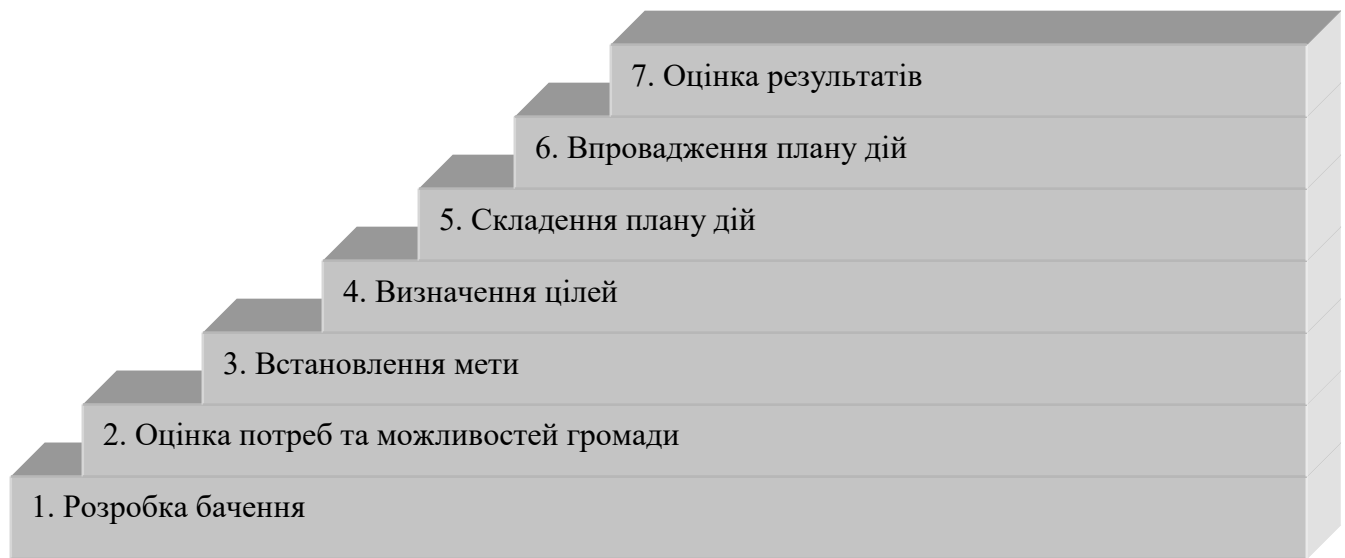 7. Оцінка результатів
6. Впровадження плану дій
5. Складення плану дій
4. Визначення цілей
3. Встановлення мети
2. Оцінка потреб та можливостей громади
1. Розробка бачення